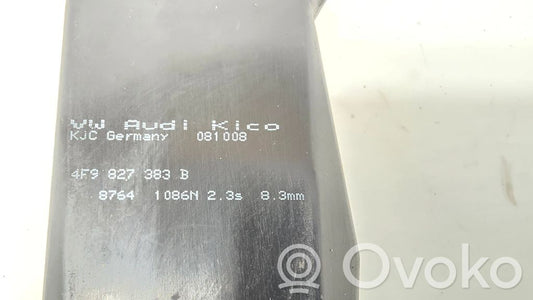 VW Audi Kico
KJC Germany 081008
4F9 827 383 B
8764 1086N 2.3s 8.3mm
Ovoko